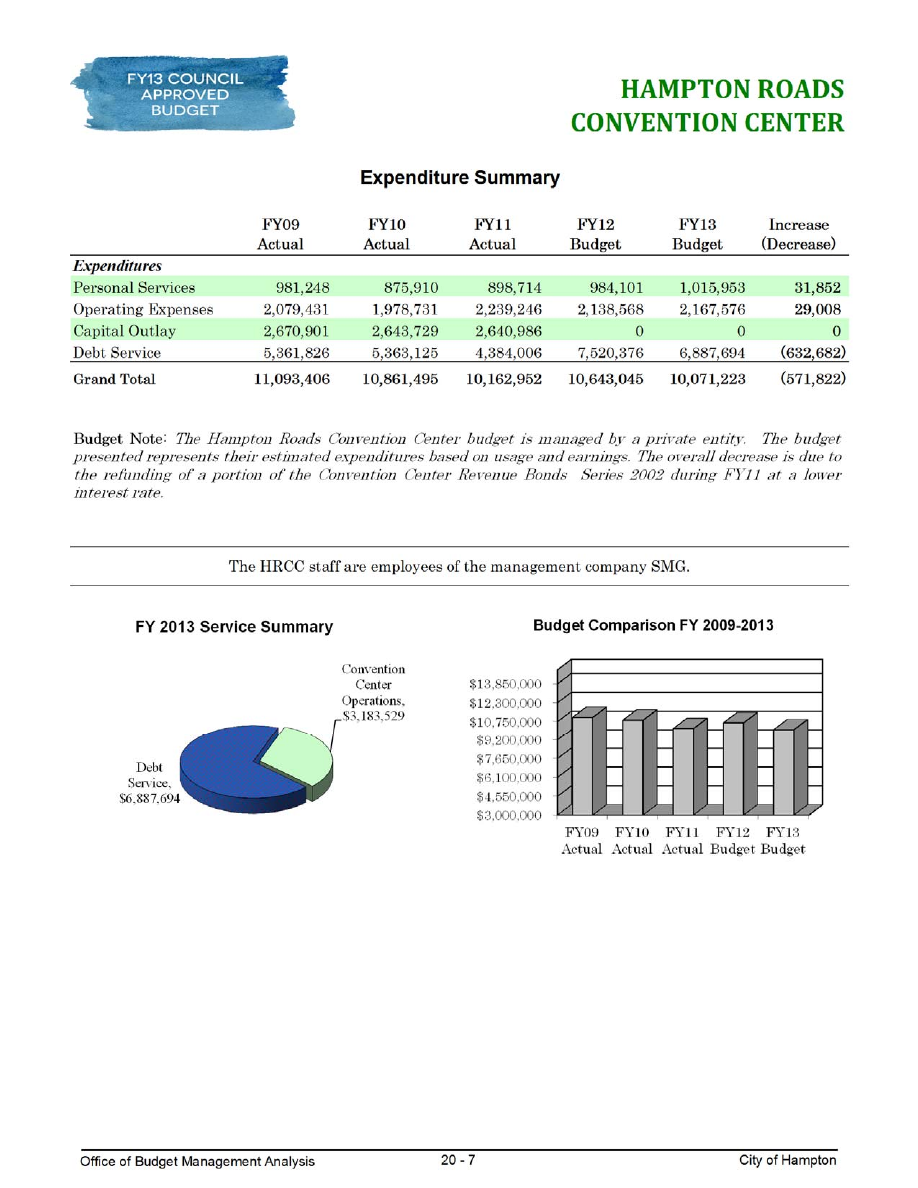 FY13 COUNCIL
APPROVED
BUDGET
HAMPTON ROADS
CONVENTION CENTER
Expenditure Summary
FY09 FY10 FY11 FY12 FY13 Increase
Actual Actual Actual Budget Budget (Decrease)
Expenditures
Personal Services 981,248 875,910 898,714 984,101 1,015,953 31,852
Operating Expenses 2,079,431 1,978,731 2,239,246 2,138,568 2,167,576 29,008
Capital Outlay 2,670,901 2,643,729 2,640,986 0 0 0
Debt Service 5,361,826 5,363,125 4,384,006 7,520,376 6,887,694 (632,682)
Grand Total 11,093,406 10,861,495 10,162,952 10,643,045 10,071,223 (571,822)
Budget Note: The Hampton Roads Convention Center budget is managed by a private entity. The budget
presented represents their estimated expenditures based on usage and earnings. The overall decrease is due to
the refunding of a portion of the Convention Center Revenue Bonds Series 2002 during FY11 at a lower
interest rate.
The HRCC staff are employees of the management company SMG.
FY 2013 Service Summary
Convention
Center
Operations,
$3,183,529
Debt
Service,
$6,887,694
Budget Comparison FY 2009-2013
$13,850,000
$12,300,000
$10,750,000
$9,200,000
$7,650,000
$6,100,000
$4,550,000
$3,000,000
FY09 FY10 FY11 FY12 FY13
Actual Actual Actual Budget Budget
Office of Budget Management Analysis 20 - 7 City of Hampton